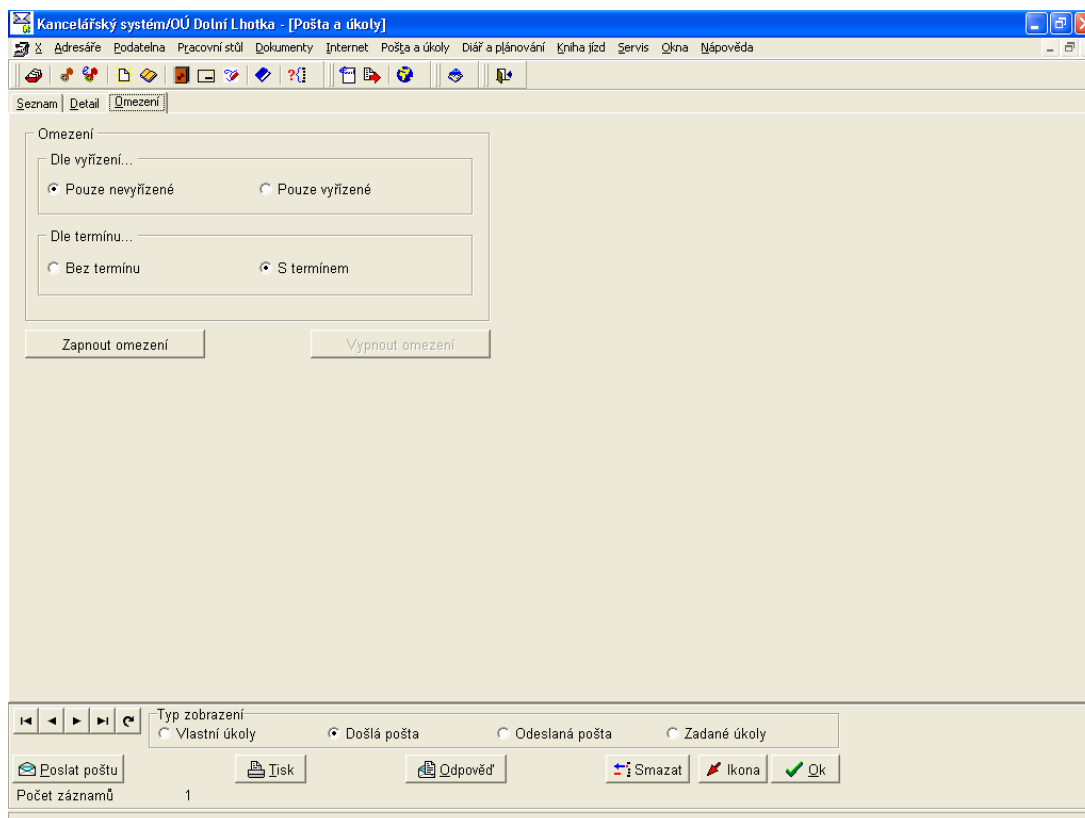 Kancelářský systém/OÚ Dolní Lhotka - [Pošta a úkoly]
X Adresáře Podatelna Pracovní stůl Dokumenty Internet Pošta a úkoly Diář a plánování Kniha jízd Servis Okna Nápověda
Seznam Detail Omezení
Omezení
Dle vyřízení...
Pouze nevyřízené Pouze vyřízené
Dle termínu...
Bez termínu S termínem
Zapnout omezení Vypnout omezení
Typ zobrazení
Vlastní úkoly Došlá pošta Odeslaná pošta Zadané úkoly
Poslat poštu Tisk Odpověď Smazat Ikona Ok
Počet záznamů 1